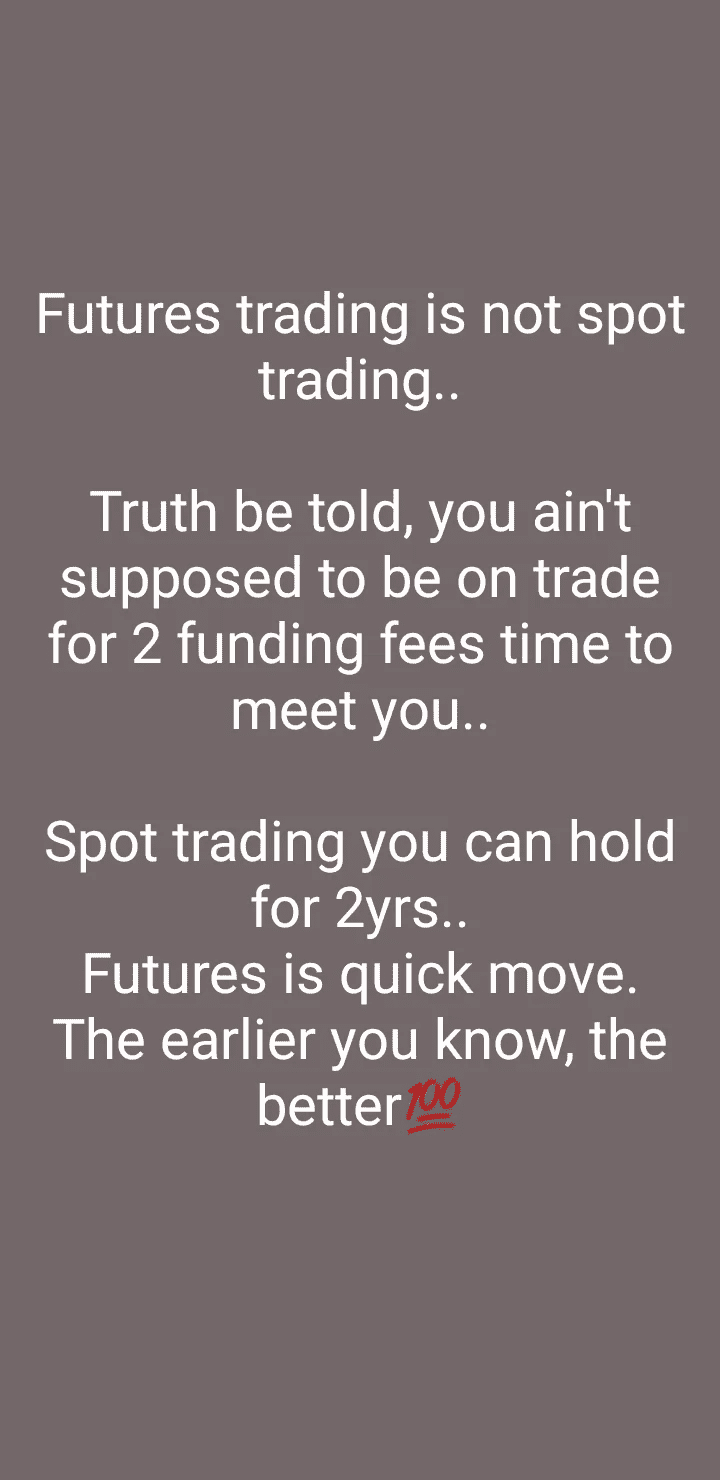 Futures trading is not spot
trading..
Truth be told, you ain't
supposed to be on trade
for 2 funding fees time to
meet you..
Spot trading you can hold
for 2yrs..
Futures is quick move.
The earlier you know, the
better💯